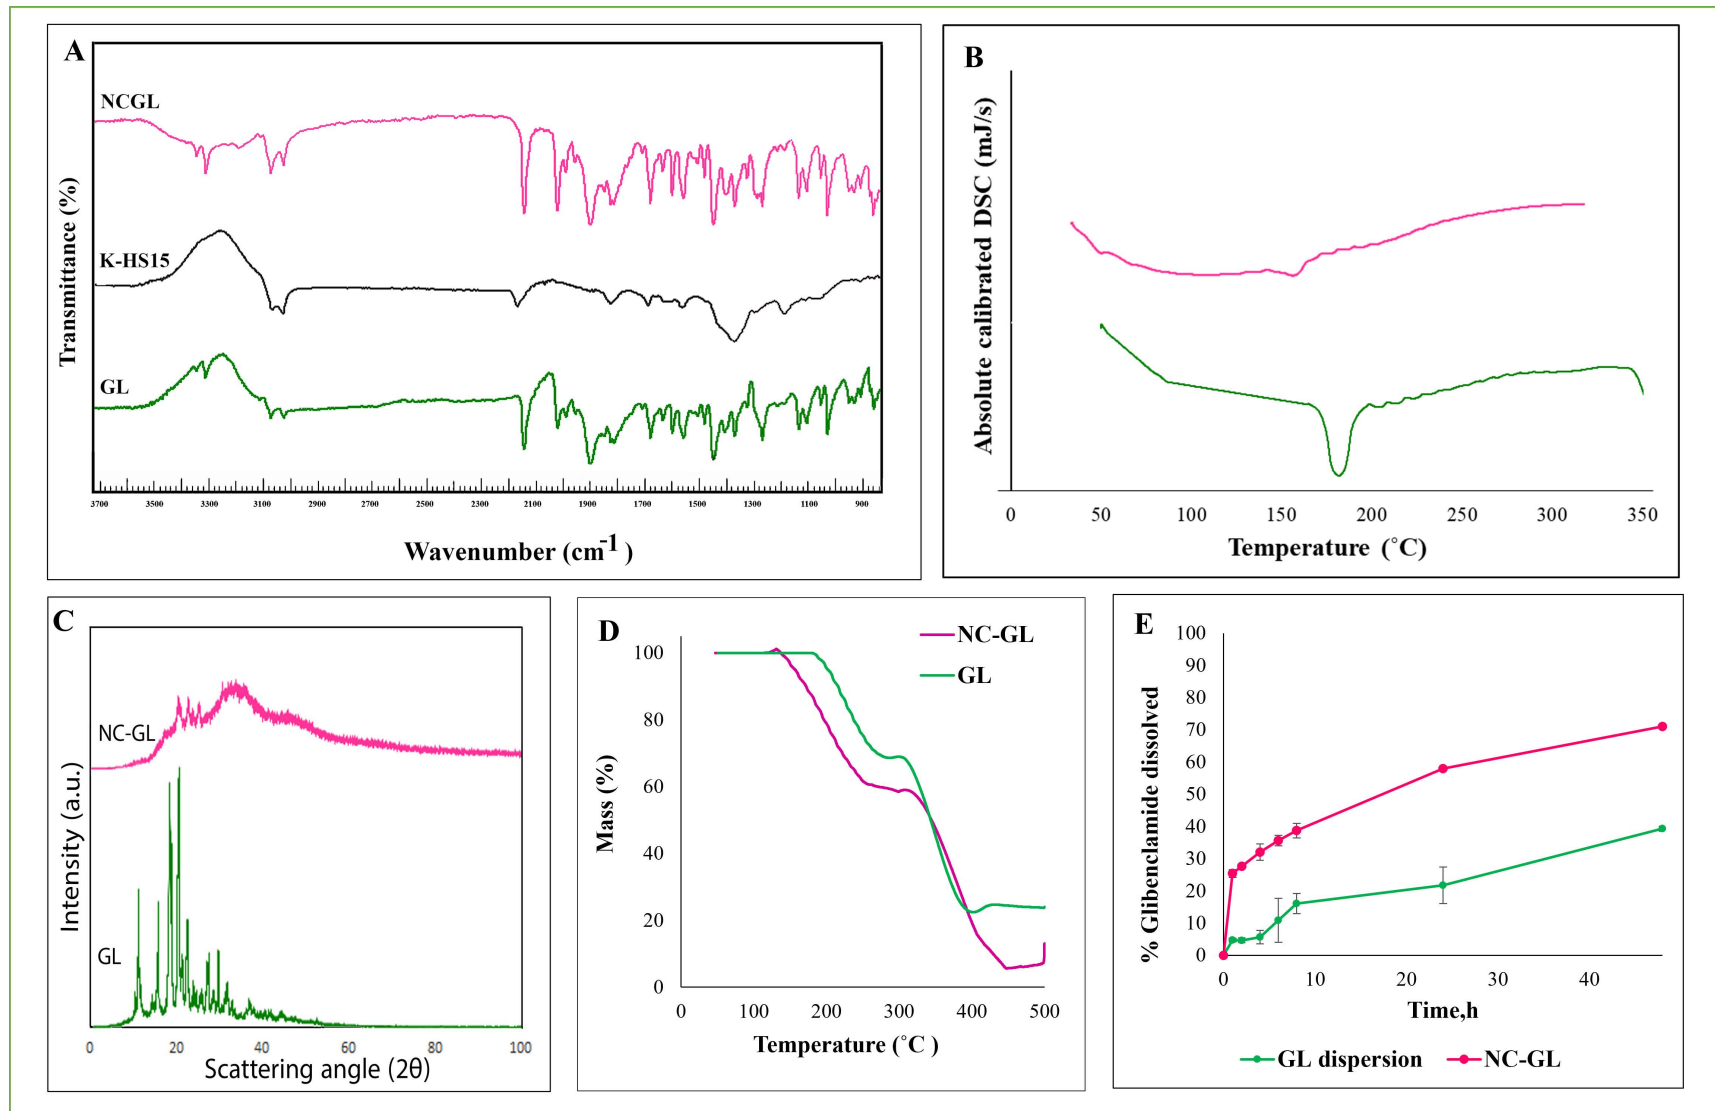 A
NCGL
K-HS15
GL
Transmittance (%)
3700 3500 3300 3100 2900 2700 2500 2300 2100 1900 1700 1500 1300 1100 900
Wavenumber (cm-1 )
B
Absolute calibrated DSC (mJ/s)
0 50 100 150 200 250 300 350
Temperature (˚C)
C
NC-GL
GL
Intensity (a.u.)
0 20 40 60 80 100
Scattering angle (2θ)
D
NC-GL
GL
Mass (%)
100
80
60
40
20
0
0 100 200 300 400 500
Temperature (˚C )
E
% Glibenclamide dissolved
100
90
80
70
60
50
40
30
20
10
0
0 10 20 30 40
Time,h
GL dispersion NC-GL